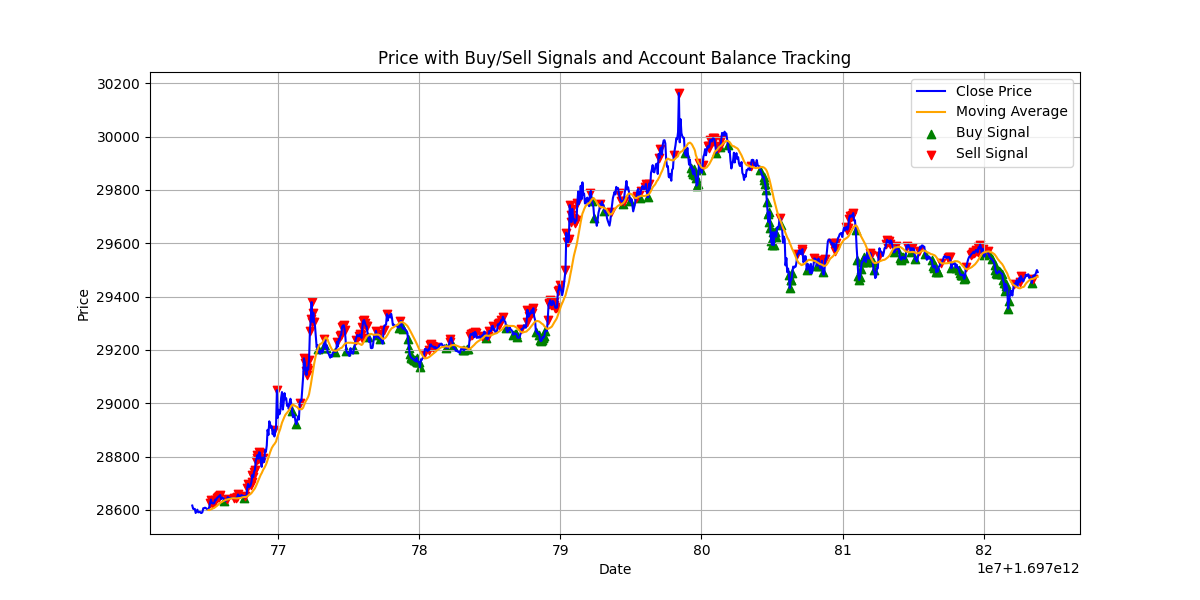 Price with Buy/Sell Signals and Account Balance Tracking
30200
30000
29800
29600
29400
29200
29000
28800
28600
Price
Close Price
Moving Average
Buy Signal
Sell Signal
77
78
79
80
81
82
Date
1e7+1.697e12